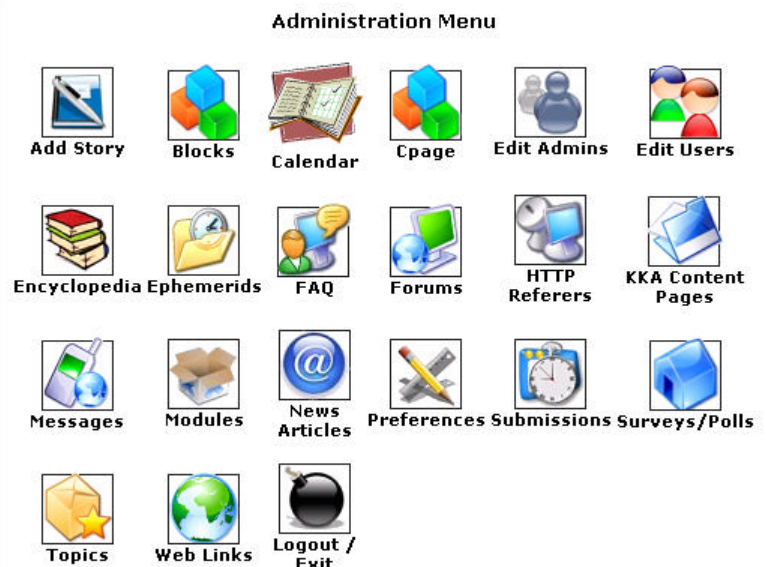 Administration Menu
Add Story
Blocks
Calendar
Cpage
Edit Admins
Edit Users
Encyclopedia
Ephemerids
FAQ
Forums
HTTP
Referers
KKA Content
Pages
Messages
Modules
News
Articles
Preferences
Submissions
Surveys/Polls
Topics
Web Links
Logout /
Exit